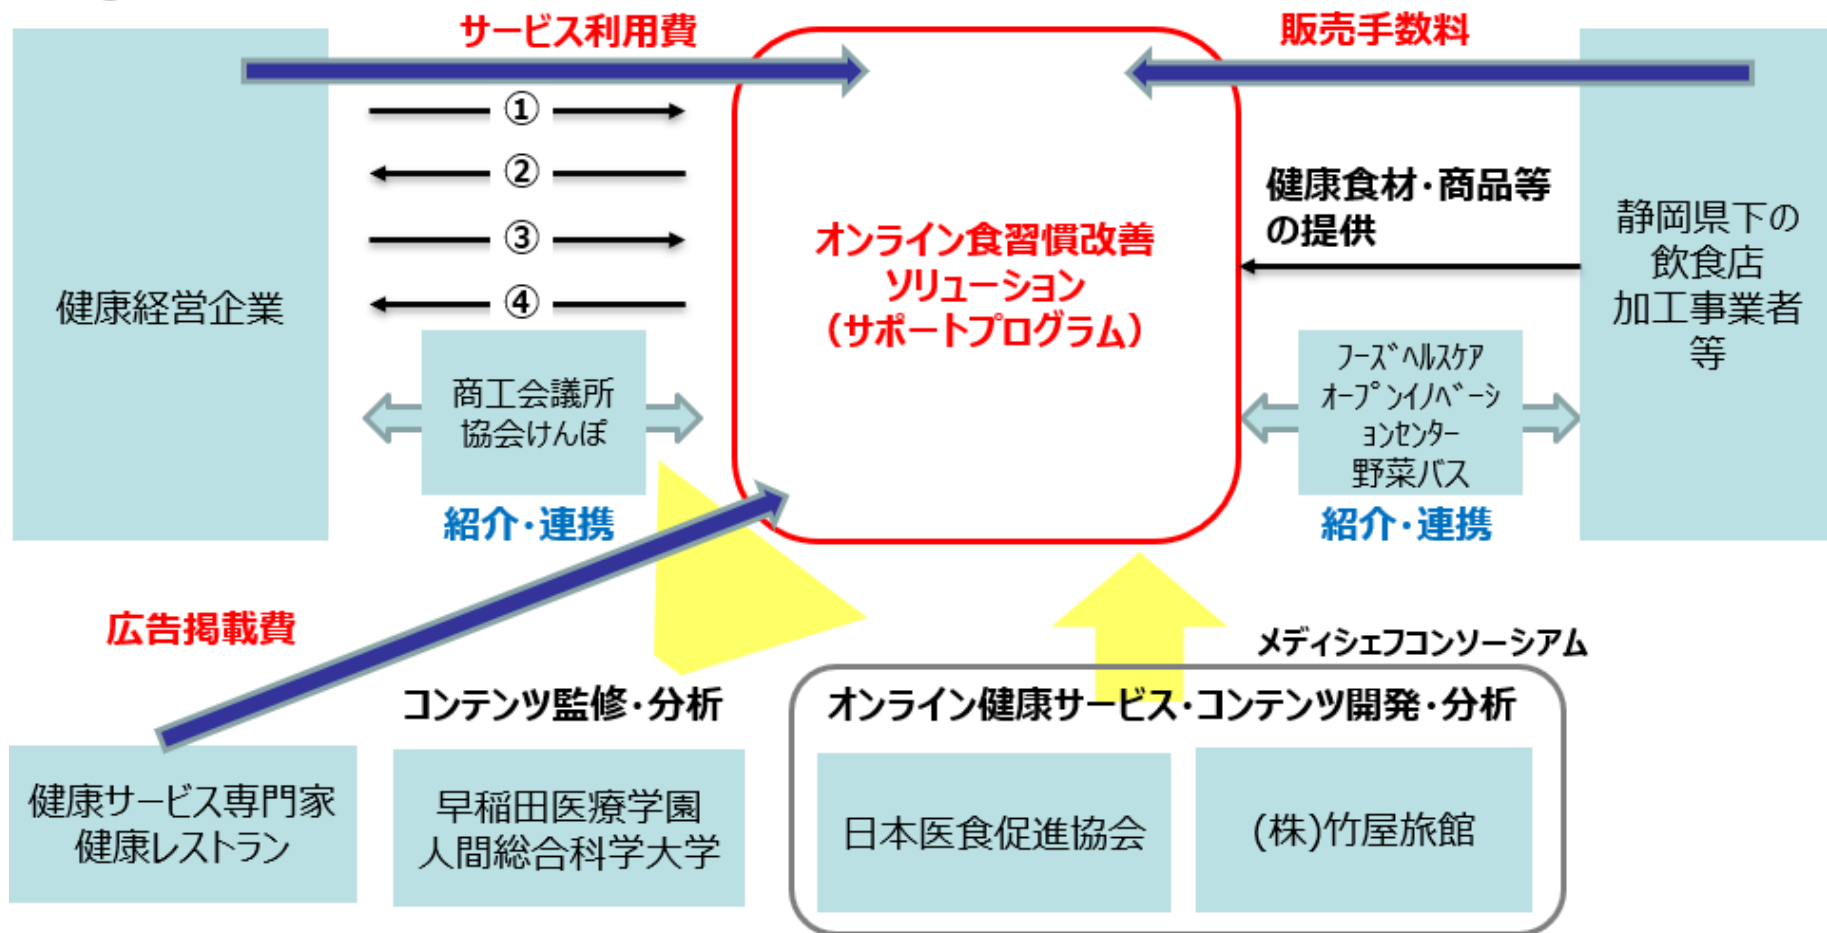 サービス利用費
販売手数料
①
②
③
④
健康経営企業
商工会議所
協会けんぽ
紹介・連携
オンライン食習慣改善
ソリューション
（サポートプログラム）
健康食材・商品等
の提供
静岡県下の
飲食店
加工事業者
等
ﾌｰｽﾞﾍﾙｽｹｱ
ｵｰﾌﾟﾝｲﾉﾍﾞｰｼ
ｮﾝｾﾝﾀｰ
野菜バス
紹介・連携
広告掲載費
メディシェフコンソーシアム
コンテンツ監修・分析
オンライン健康サービス・コンテンツ開発・分析
健康サービス専門家
健康レストラン
早稲田医療学園
人間総合科学大学
日本医食促進協会
(株)竹屋旅館